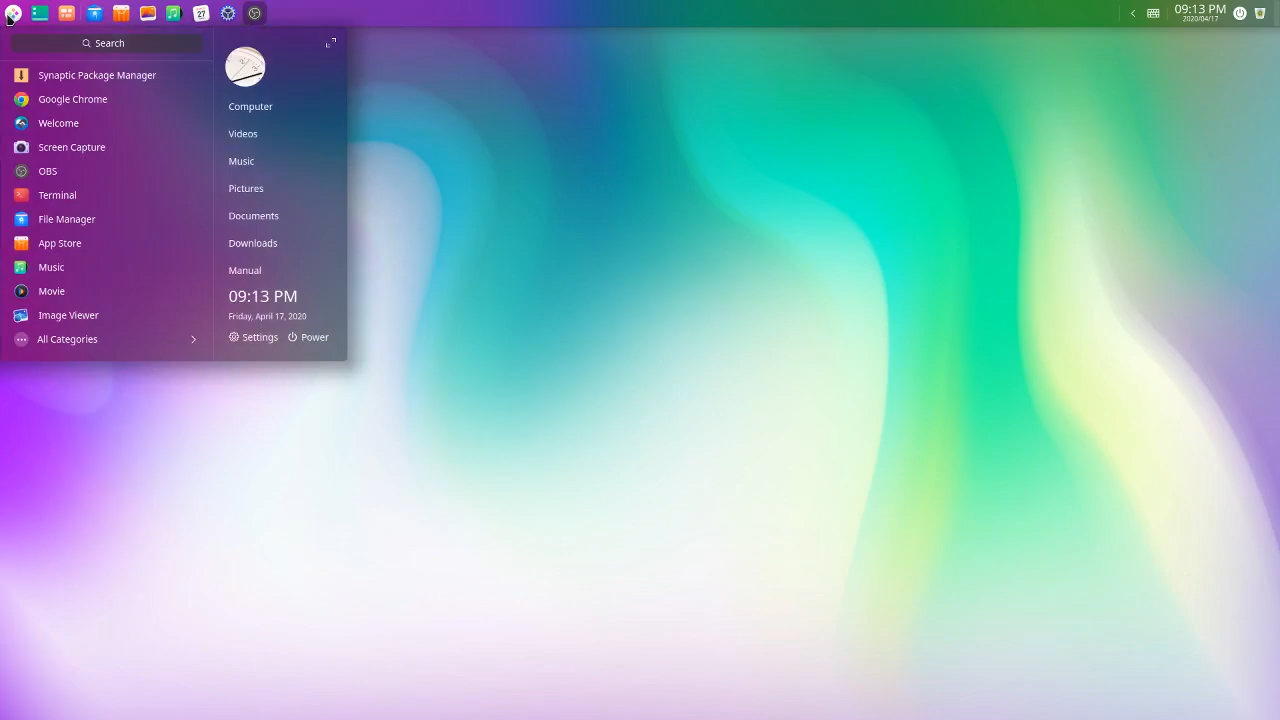 27
09:13 PM
2020/04/17
Search
Synaptic Package Manager
Google Chrome
Welcome
Screen Capture
OBS
Terminal
File Manager
App Store
Music
Movie
Image Viewer
All Categories
Computer
Videos
Music
Pictures
Documents
Downloads
Manual
09:13 PM
Friday, April 17, 2020
Settings
Power